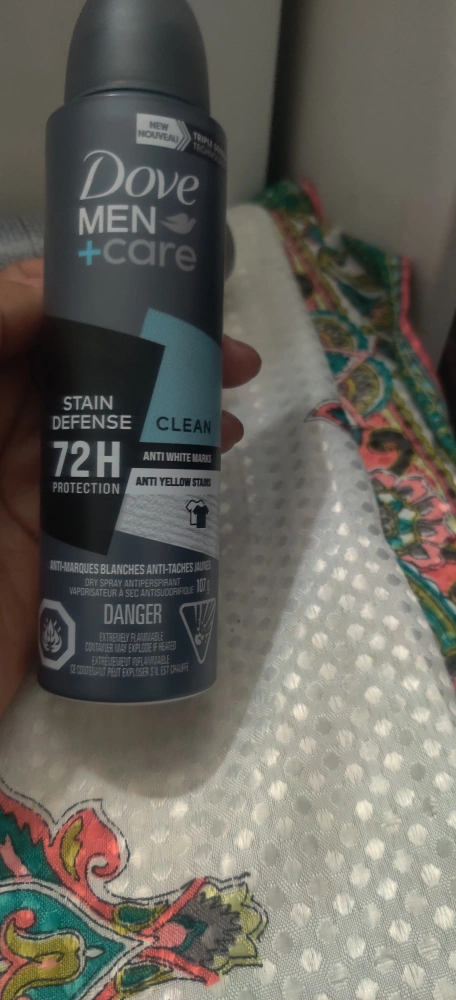 NEW
NOUVEAU
TRIPLE
Dove
MEN
+care
STAIN
DEFENSE
CLEAN
72H
PROTECTION
ANTI WHITE MARKS
ANTI YELLOW STAINS
ANTI-MARQUES BLANCHES ANTI-TACHES JAUNES
DRY SPRAY ANTIPERSPIRANT
VAPORISATEUR À SEC ANTISUDORIFIQUE 107 g
DANGER
EXTREMELY FLAMMABLE
CONTAINER MAY EXPLODE IF HEATED
EXTRÊMEMENT INFLAMMABLE
CE CONTENANT PEUT EXPLOSER S'IL EST CHAUFFÉ